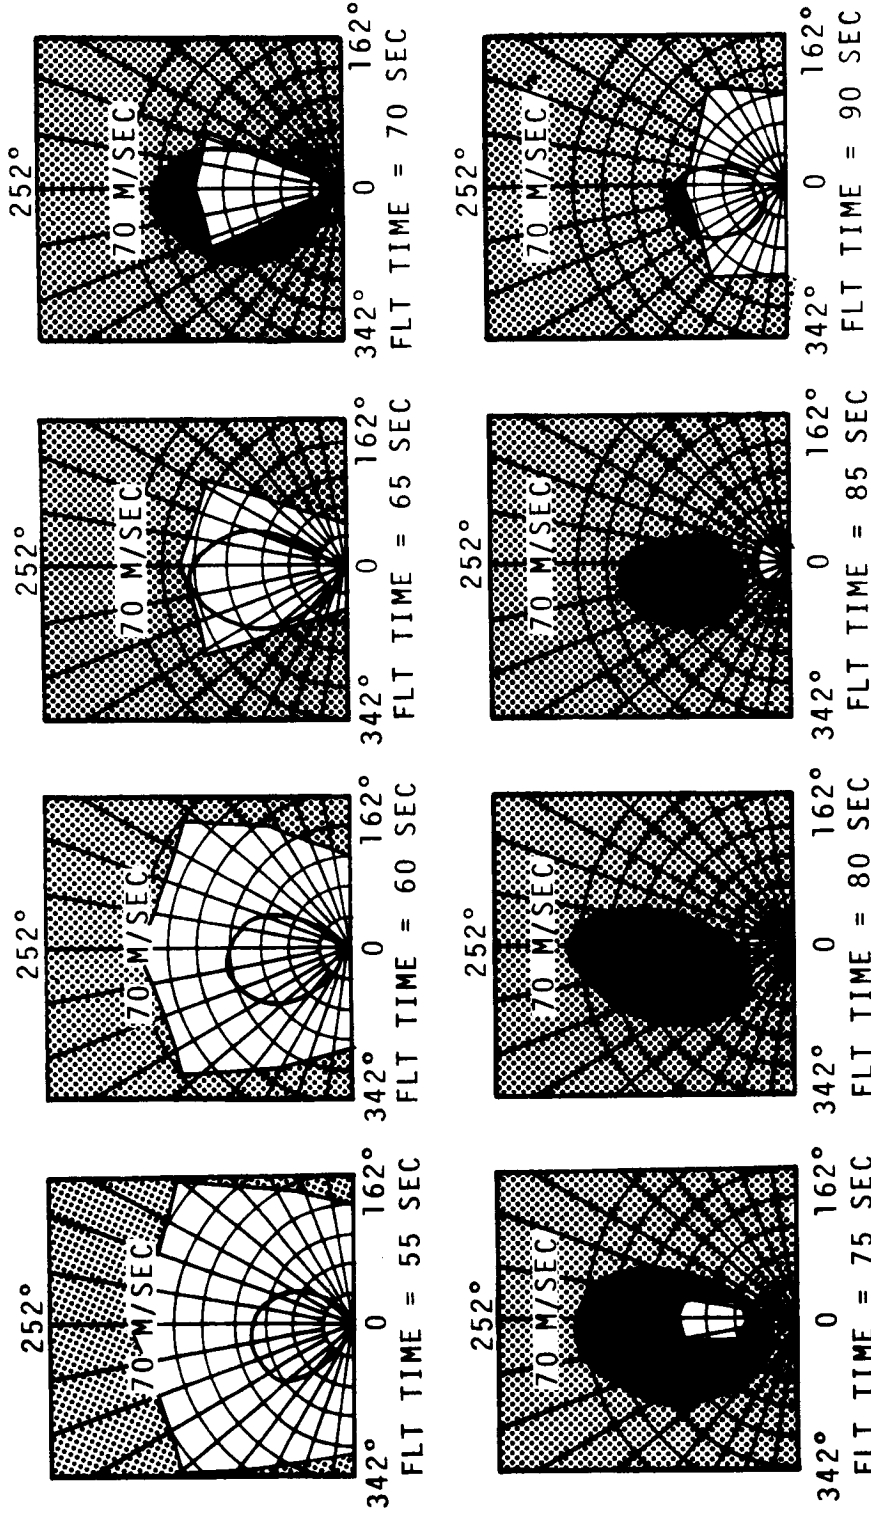 252°
70 M/SEC
342° 0 162°
FLT TIME = 55 SEC
252°
70 M/SEC
342° 0 162°
FLT TIME = 60 SEC
252°
70 M/SEC
342° 0 162°
FLT TIME = 65 SEC
252°
70 M/SEC
342° 0 162°
FLT TIME = 70 SEC
252°
70 M/SEC
342° 0 162°
FLT TIME = 75 SEC
252°
70 M/SEC
342° 0 162°
FLT TIME = 80 SEC
252°
70 M/SEC
342° 0 162°
FLT TIME = 85 SEC
252°
70 M/SEC
342° 0 162°
FLT TIME = 90 SEC